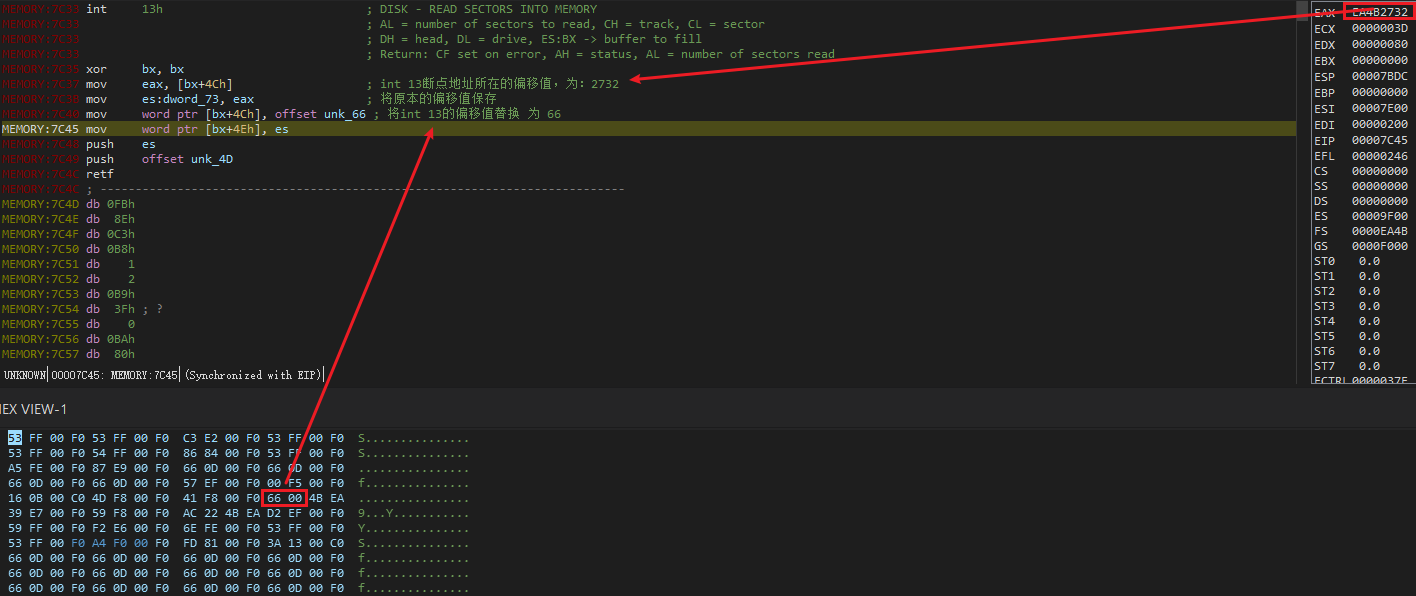 MEMORY:7C33 int     13h                             ; DISK - READ SECTORS INTO MEMORY
MEMORY:7C33                                         ; AL = number of sectors to read, CH = track, CL = sector
MEMORY:7C33                                         ; DH = head, DL = drive, ES:BX -> buffer to fill
MEMORY:7C33                                         ; Return: CF set on error, AH = status, AL = number of sectors read
MEMORY:7C35 xor     bx, bx
MEMORY:7C37 mov     eax, [bx+4Ch]                   ; int 13断点地址所在的偏移值，为：2732
MEMORY:7C3B mov     es:dword_73, eax                ; 将原本的偏移值保存
MEMORY:7C40 mov     word ptr [bx+4Ch], offset unk_66 ; 将int 13的偏移值替换 为 66
MEMORY:7C45 mov     word ptr [bx+4Eh], es
MEMORY:7C48 push    es
MEMORY:7C49 push    offset unk_4D
MEMORY:7C4C retf
MEMORY:7C4C ; ---------------------------------------------------------------------------
MEMORY:7C4D db 0FBh
MEMORY:7C4E db  8Eh
MEMORY:7C4F db 0C3h
MEMORY:7C50 db 0B8h
MEMORY:7C51 db    1
MEMORY:7C52 db    2
MEMORY:7C53 db 0B9h
MEMORY:7C54 db  3Fh ; ?
MEMORY:7C55 db    0
MEMORY:7C56 db 0BAh
MEMORY:7C57 db  80h
UNKNOWN 00007C45: MEMORY:7C45 (Synchronized with EIP)
EAX EA4B2732
ECX 0000003D
EDX 00000080
EBX 00000000
ESP 00007BDC
EBP 00000000
ESI 00007E00
EDI 00000200
EIP 00007C45
EFL 00000246
CS 00000000
SS 00000000
DS 00000000
ES 00009F00
FS 0000EA4B
GS 0000F000
ST0 0.0
ST1 0.0
ST2 0.0
ST3 0.0
ST4 0.0
ST5 0.0
ST6 0.0
ST7 0.0
FCTRL 0000037F
HEX VIEW-1
53 FF 00 F0 53 FF 00 F0  C3 E2 00 F0 53 FF 00 F0  S...............
53 FF 00 F0 54 FF 00 F0  86 84 00 F0 53 FF 00 F0  S...............
A5 FE 00 F0 87 E9 00 F0  66 0D 00 F0 66 0D 00 F0  ................
66 0D 00 F0 66 0D 00 F0  57 EF 00 F0 00 F5 00 F0  f...............
16 0B 00 C0 4D F8 00 F0  41 F8 00 F0 66 00 4B EA  ................
39 E7 00 F0 59 F8 00 F0  AC 22 4B EA D2 EF 00 F0  9...Y...........
59 FF 00 F0 F2 E6 00 F0  6E FE 00 F0 53 FF 00 F0  Y...............
53 FF 00 F0 A4 F0 00 F0  FD 81 00 F0 3A 13 00 C0  S...............
66 0D 00 F0 66 0D 00 F0  66 0D 00 F0 66 0D 00 F0  f...............
66 0D 00 F0 66 0D 00 F0  66 0D 00 F0 66 0D 00 F0  f...............
66 0D 00 F0 66 0D 00 F0  66 0D 00 F0 66 0D 00 F0  f...............